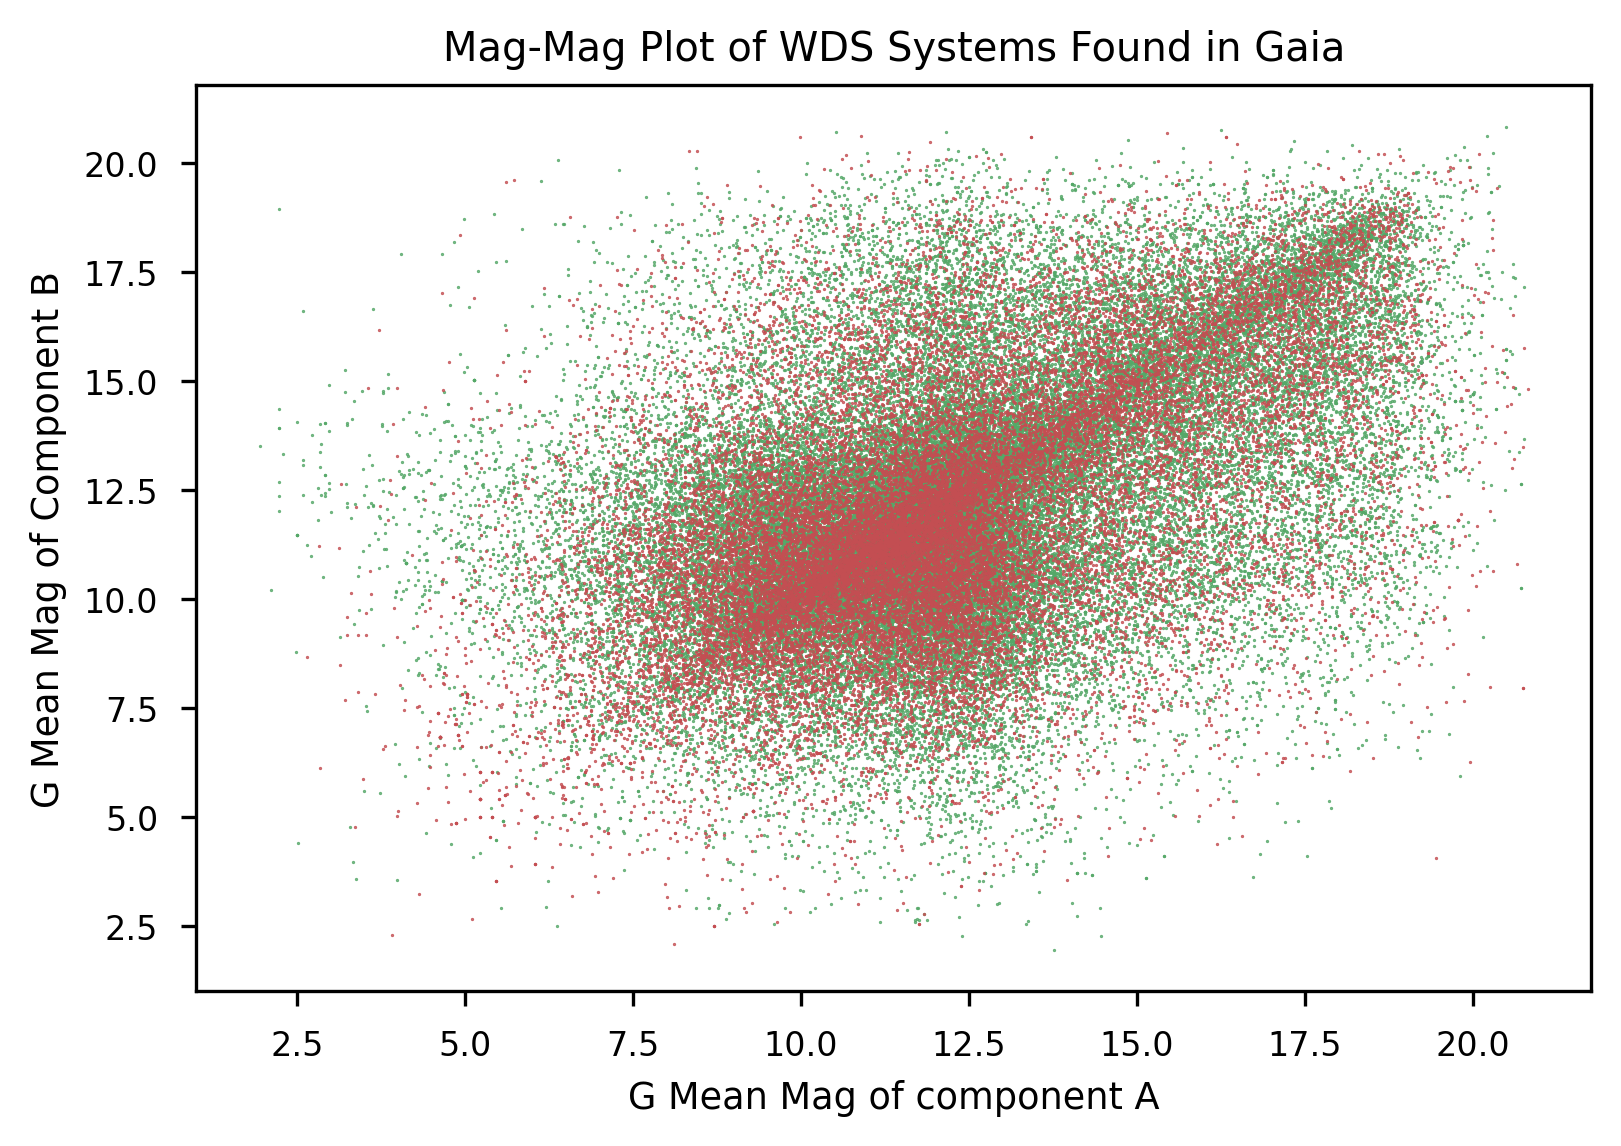 Mag-Mag Plot of WDS Systems Found in Gaia
G Mean Mag of Component B
20.0
17.5
15.0
12.5
10.0
7.5
5.0
2.5
2.5 5.0 7.5 10.0 12.5 15.0 17.5 20.0
G Mean Mag of component A